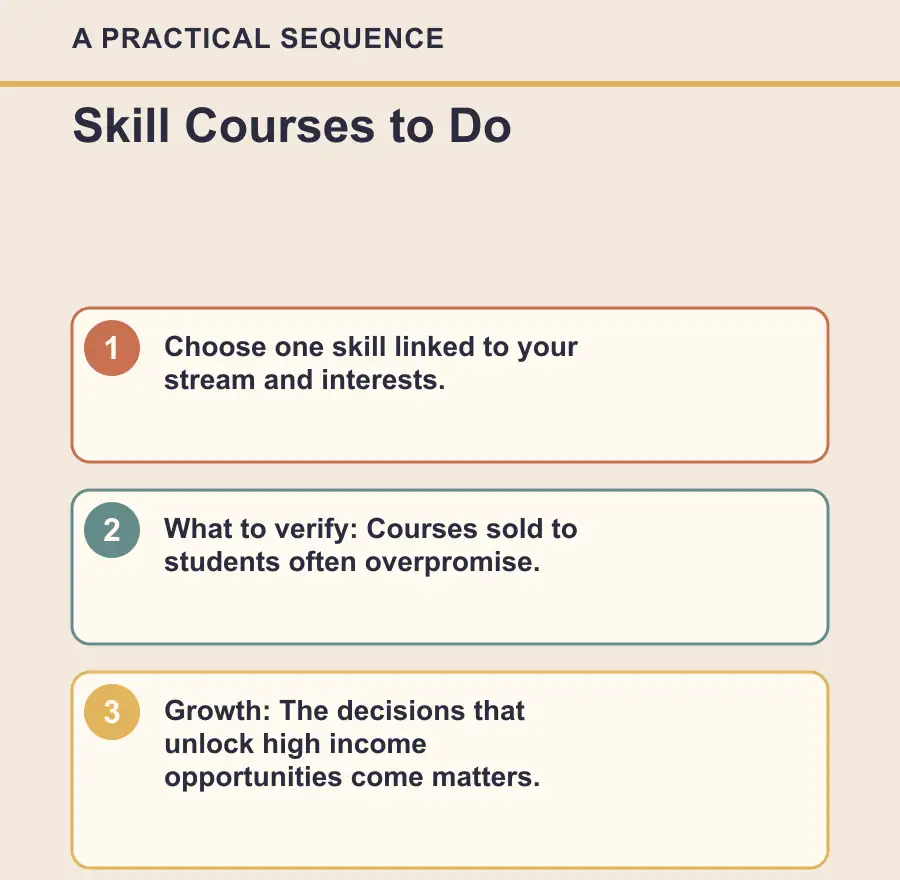 A PRACTICAL SEQUENCE
Skill Courses to Do
1
Choose one skill linked to your
stream and interests.
2
What to verify: Courses sold to
students often overpromise.
3
Growth: The decisions that
unlock high income
opportunities come matters.